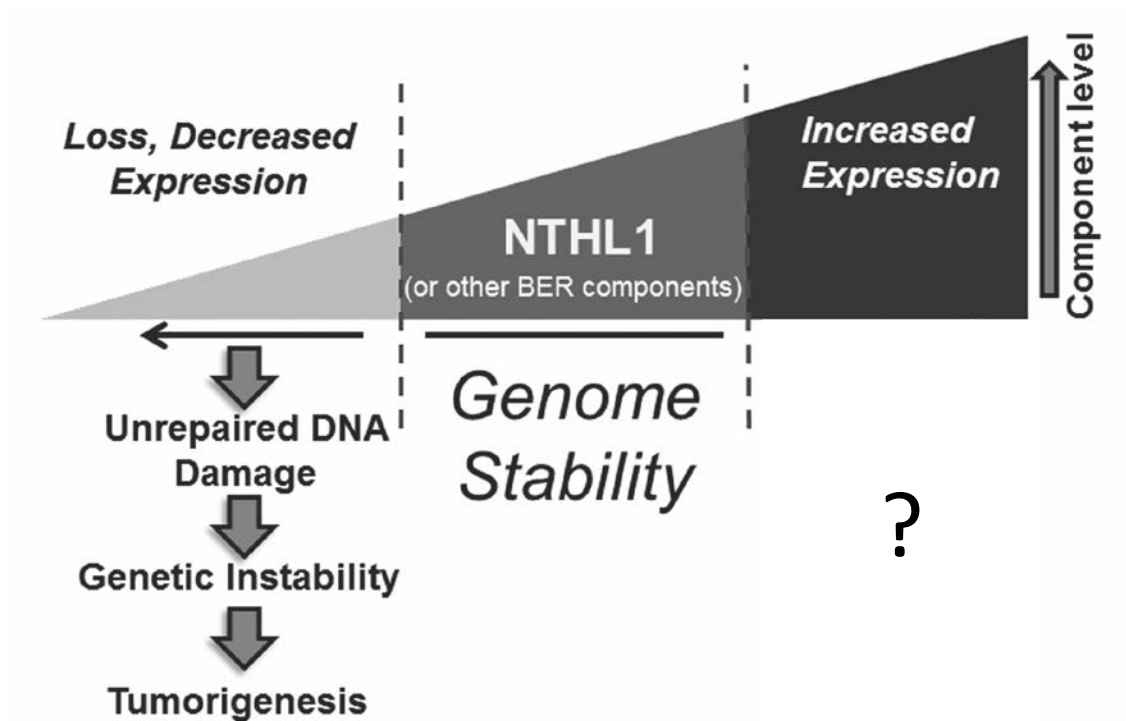 Loss, Decreased
Expression
NTHL1
(or other BER components)
Increased
Expression
Component level
Genome
Stability
Unrepaired DNA
Damage
Genetic Instability
Tumorigenesis
?